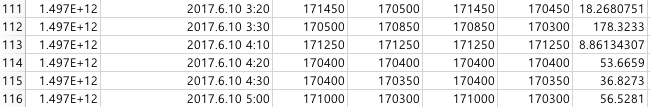 111 1.497E+12 2017.6.10 3:20 171450 170500 171450 170450 18.2680751
112 1.497E+12 2017.6.10 3:30 170500 170850 170850 170300 178.3233
113 1.497E+12 2017.6.10 4:10 171250 171250 171250 171250 8.86134307
114 1.497E+12 2017.6.10 4:20 170400 170400 170400 170400 53.6659
115 1.497E+12 2017.6.10 4:30 170400 170350 170400 170350 36.8273
116 1.497E+12 2017.6.10 5:00 171000 170300 171000 170300 56.5281